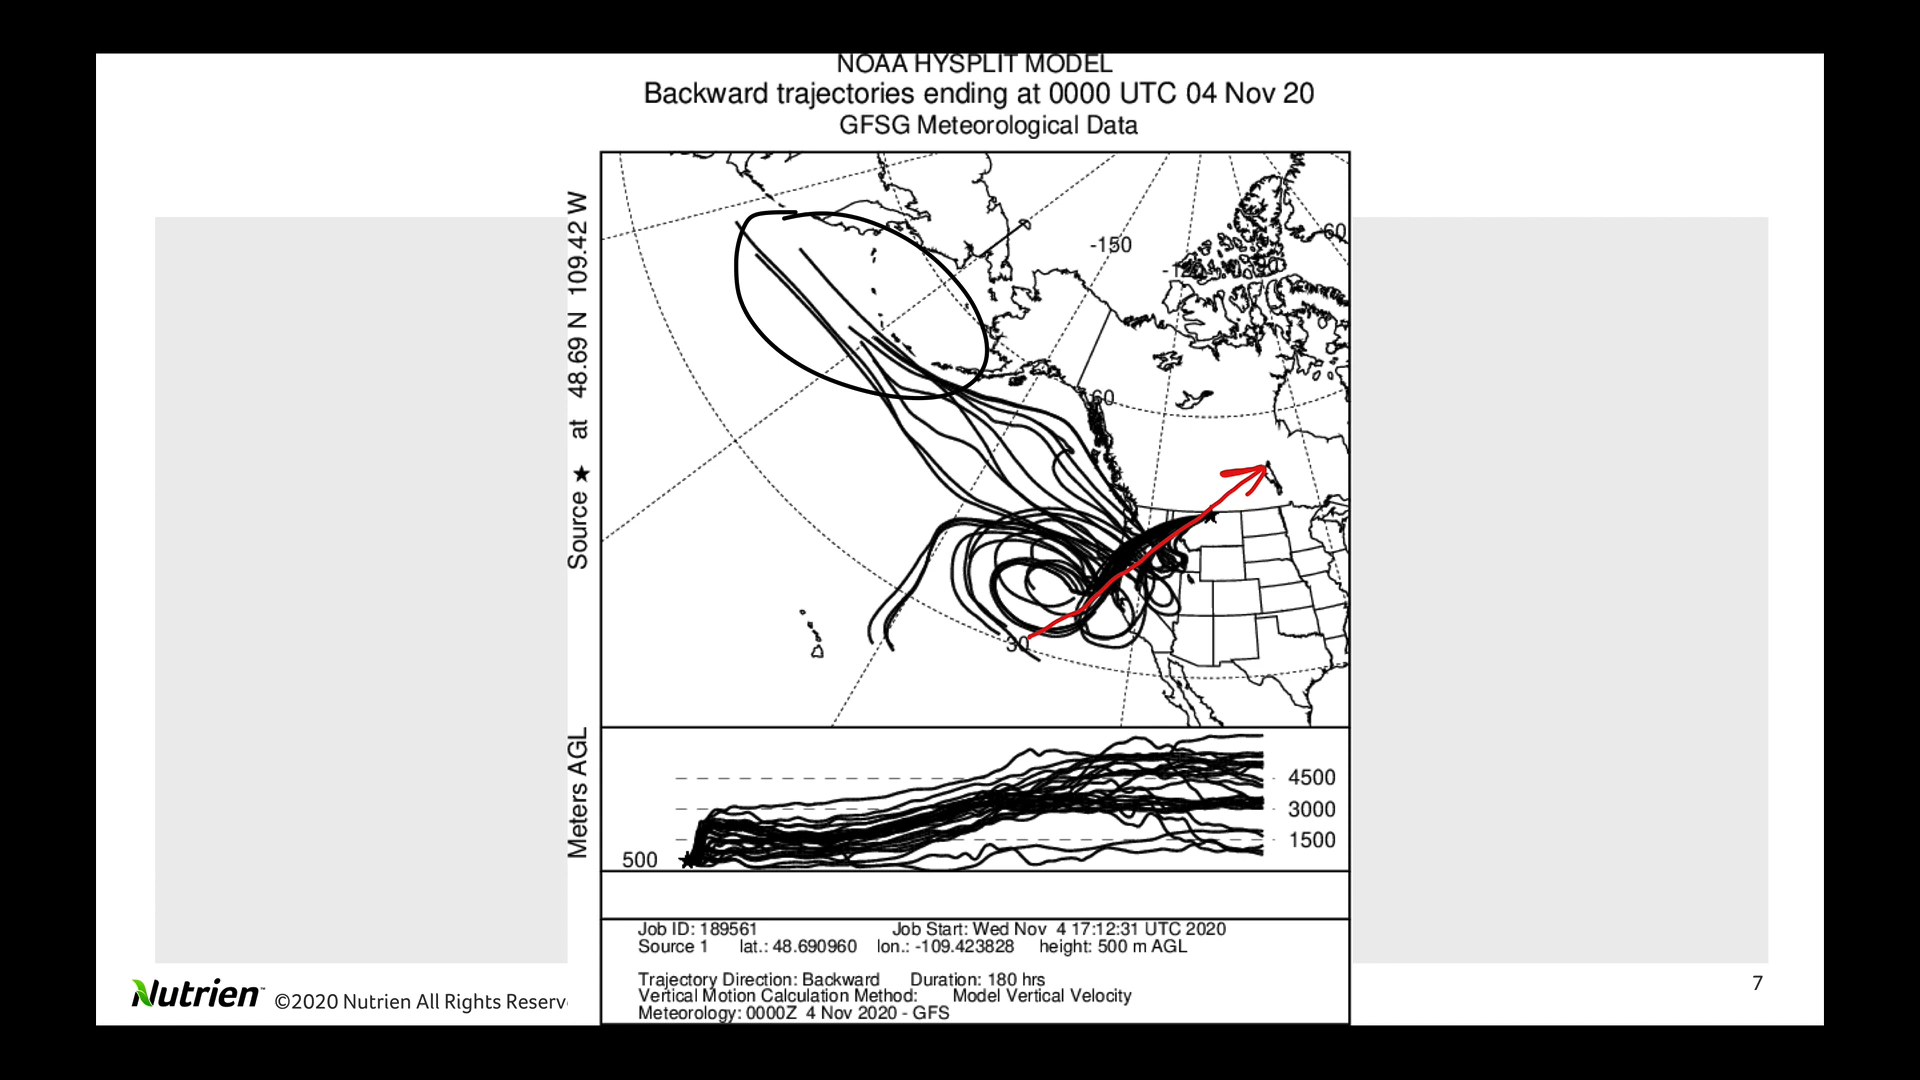 NOAA HYSPLIT MODEL
Backward trajectories ending at 0000 UTC 04 Nov 20
GFSG Meteorological Data
Source ★ at 48.69 N 109.42 W
-150
60
60
30
Meters AGL
500
4500
3000
1500
Job ID: 189561 Job Start: Wed Nov 4 17:12:31 UTC 2020
Source 1 lat.: 48.690960 lon.: -109.423828 height: 500 m AGL
Trajectory Direction: Backward Duration: 180 hrs
Vertical Motion Calculation Method: Model Vertical Velocity
Meteorology: 0000Z 4 Nov 2020 - GFS
Nutrien ©2020 Nutrien All Rights Reserv
7